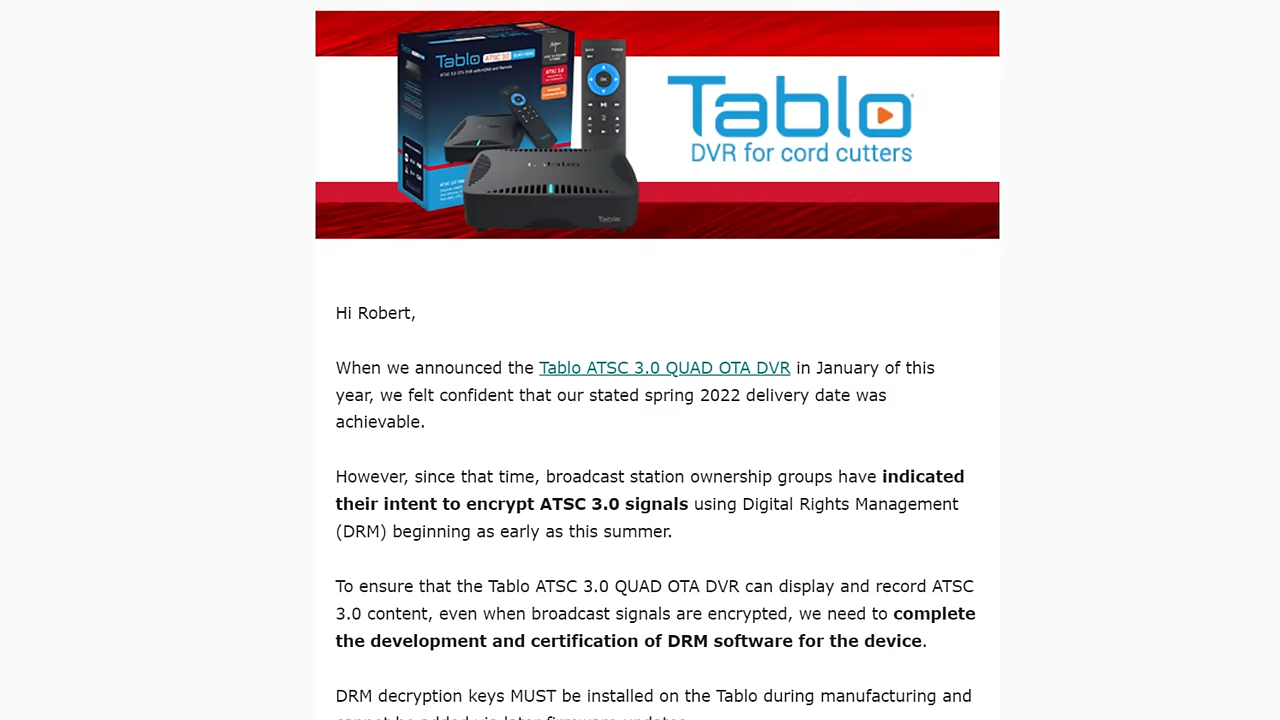 Tablo
DVR for cord cutters
Tablo
Hi Robert,
When we announced the Tablo ATSC 3.0 QUAD OTA DVR in January of this
year, we felt confident that our stated spring 2022 delivery date was
achievable.
However, since that time, broadcast station ownership groups have indicated
their intent to encrypt ATSC 3.0 signals using Digital Rights Management
(DRM) beginning as early as this summer.
To ensure that the Tablo ATSC 3.0 QUAD OTA DVR can display and record ATSC
3.0 content, even when broadcast signals are encrypted, we need to complete
the development and certification of DRM software for the device.
DRM decryption keys MUST be installed on the Tablo during manufacturing and